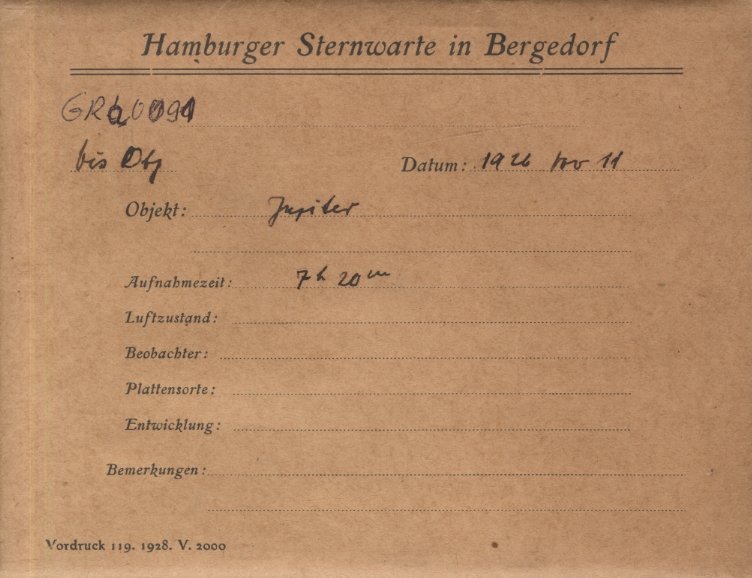 Hamburger Sternwarte in Bergedorf
GRA0091
bis Obj Datum: 1926 Nov 11
Objekt: Jupiter
Aufnahmezeit: 7h 20m
Luftzustand:
Beobachter:
Plattensorte:
Entwicklung:
Bemerkungen:
Vordruck 119. 1928. V. 2000